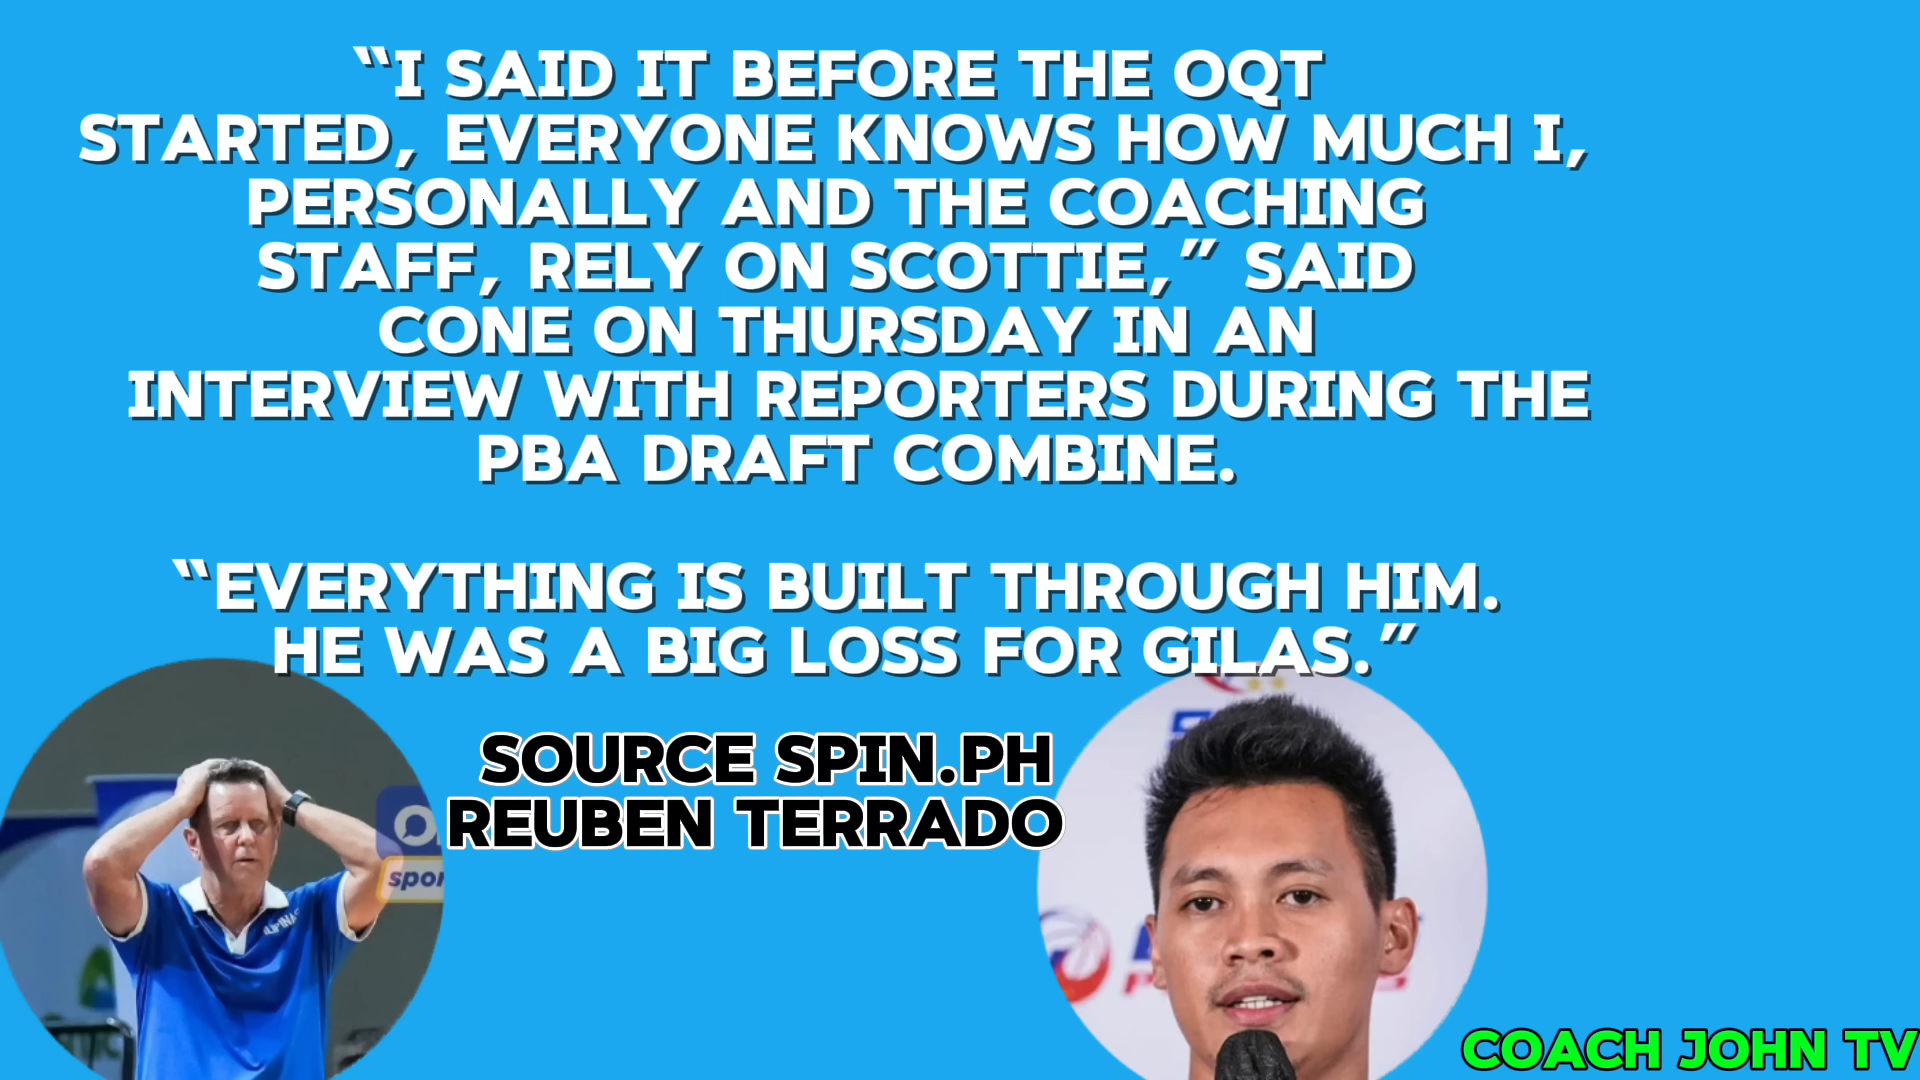 “I SAID IT BEFORE THE OQT
STARTED, EVERYONE KNOWS HOW MUCH I,
PERSONALLY AND THE COACHING
STAFF, RELY ON SCOTTIE,” SAID
CONE ON THURSDAY IN AN
INTERVIEW WITH REPORTERS DURING THE
PBA DRAFT COMBINE.
“EVERYTHING IS BUILT THROUGH HIM.
HE WAS A BIG LOSS FOR GILAS.”
SOURCE SPIN.PH
REUBEN TERRADO
COACH JOHN TV